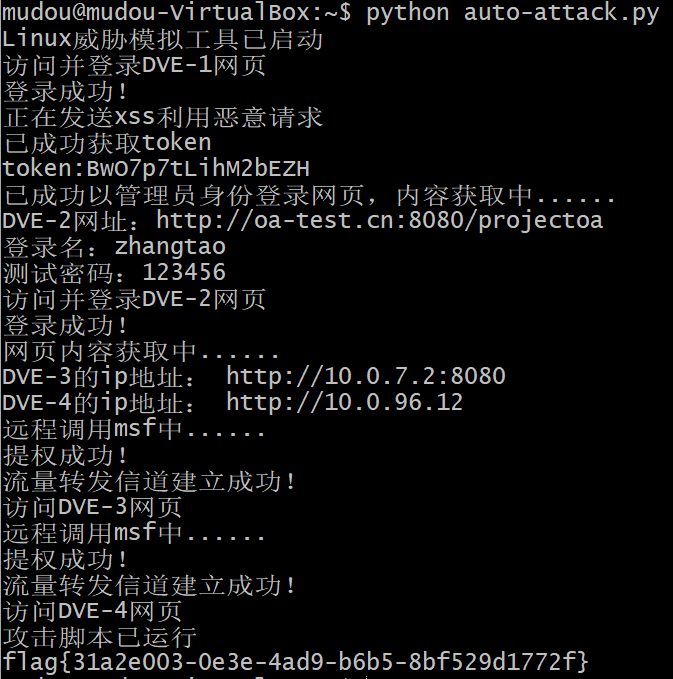 mudou@mudou-VirtualBox:~$ python auto-attack.py
Linux威胁模拟工具已启动
访问并登录DVE-1网页
登录成功!
正在发送xss利用恶意请求
已成功获取token
token:BwO7p7tLihM2bEZH
已成功以管理员身份登录网页，内容获取中......
DVE-2网址：http://oa-test.cn:8080/projectoa
登录名：zhangtao
测试密码：123456
访问并登录DVE-2网页
登录成功!
网页内容获取中......
DVE-3的ip地址： http://10.0.7.2:8080
DVE-4的ip地址： http://10.0.96.12
远程调用msf中......
提权成功!
流量转发信道建立成功!
访问DVE-3网页
远程调用msf中......
提权成功!
流量转发信道建立成功!
访问DVE-4网页
攻击脚本已运行
flag{31a2e003-0e3e-4ad9-b6b5-8bf529d1772f}